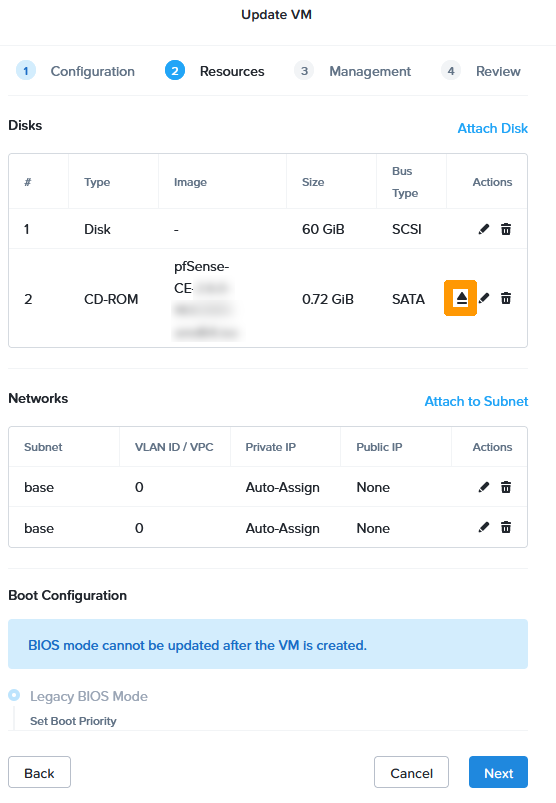 Update VM
1 Configuration 2 Resources 3 Management 4 Review
Disks
Attach Disk
# Type Image Size Bus Type Actions
1 Disk - 60 GiB SCSI
2 CD-ROM pfSense-CE- 0.72 GiB SATA
Networks
Attach to Subnet
Subnet VLAN ID / VPC Private IP Public IP Actions
base 0 Auto-Assign None
base 0 Auto-Assign None
Boot Configuration
BIOS mode cannot be updated after the VM is created.
Legacy BIOS Mode
Set Boot Priority
Back Cancel Next